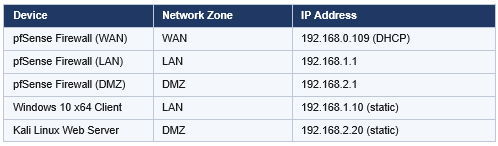 Device Network Zone IP Address
pfSense Firewall (WAN) WAN 192.168.0.109 (DHCP)
pfSense Firewall (LAN) LAN 192.168.1.1
pfSense Firewall (DMZ) DMZ 192.168.2.1
Windows 10 x64 Client LAN 192.168.1.10 (static)
Kali Linux Web Server DMZ 192.168.2.20 (static)